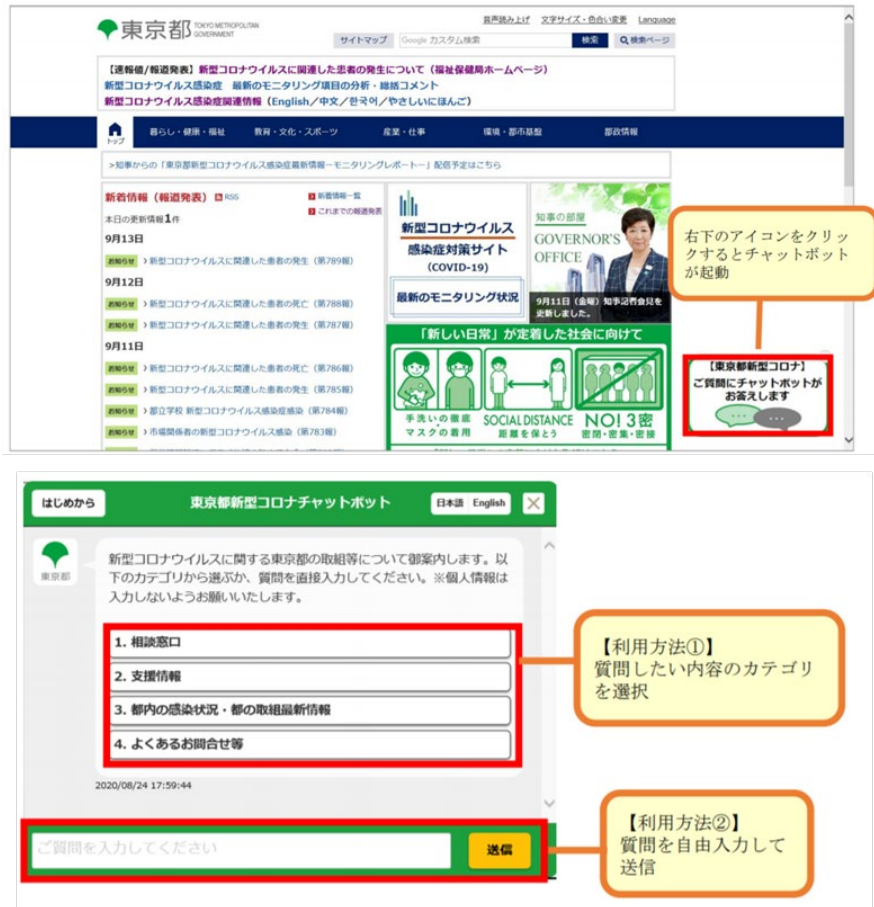 東京都 TOKYO METROPOLITAN GOVERNMENT
音声読み上げ 文字サイズ・色合い変更 Language
サイトマップ Google カスタム検索 検索 検索ページ
【速報値/報道発表】新型コロナウイルスに関連した患者の発生について（福祉保健局ホームページ）
新型コロナウイルス感染症 最新のモニタリング項目の分析・総括コメント
新型コロナウイルス感染症関連情報（English／中文／한국어／やさしいにほんご）
トップ 暮らし・健康・福祉 教育・文化・スポーツ 産業・仕事 環境・都市基盤 都政情報
>知事からの「東京都新型コロナウイルス感染症最新情報－モニタリングレポート－」配信予定はこちら
新着情報（報道発表） RSS 新着情報一覧
これまでの報道発表
本日の更新情報1件
9月13日
お知らせ 新型コロナウイルスに関連した患者の発生（第789報）
9月12日
お知らせ 新型コロナウイルスに関連した患者の死亡（第788報）
お知らせ 新型コロナウイルスに関連した患者の発生（第787報）
9月11日
お知らせ 新型コロナウイルスに関連した患者の死亡（第786報）
お知らせ 新型コロナウイルスに関連した患者の発生（第785報）
お知らせ 都立学校 新型コロナウイルス感染症感染（第784報）
お知らせ 市場関係者の新型コロナウイルス感染（第783報）
新型コロナウイルス
感染症対策サイト
(COVID-19)
最新のモニタリング状況
知事の部屋
GOVERNOR'S
OFFICE
9月11日（金曜）知事記者会見を
更新しました。
「新しい日常」が定着した社会に向けて
手洗いの徹底
マスクの着用
SOCIAL DISTANCE
距離を保とう
NO!3密
密閉・密集・密接
右下のアイコンをクリッ
クするとチャットボット
が起動
【東京都新型コロナ】
ご質問にチャットボットが
お答えします
はじめから 東京都新型コロナチャットボット 日本語 English
東京都
新型コロナウイルスに関する東京都の取組等について御案内します。以
下のカテゴリから選ぶか、質問を直接入力してください。※個人情報は
入力しないようお願いいたします。
1. 相談窓口
2. 支援情報
3. 都内の感染状況・都の取組最新情報
4. よくあるお問合せ等
2020/08/24 17:59:44
ご質問を入力してください 送信
【利用方法①】
質問したい内容のカテゴリ
を選択
【利用方法②】
質問を自由入力して
送信